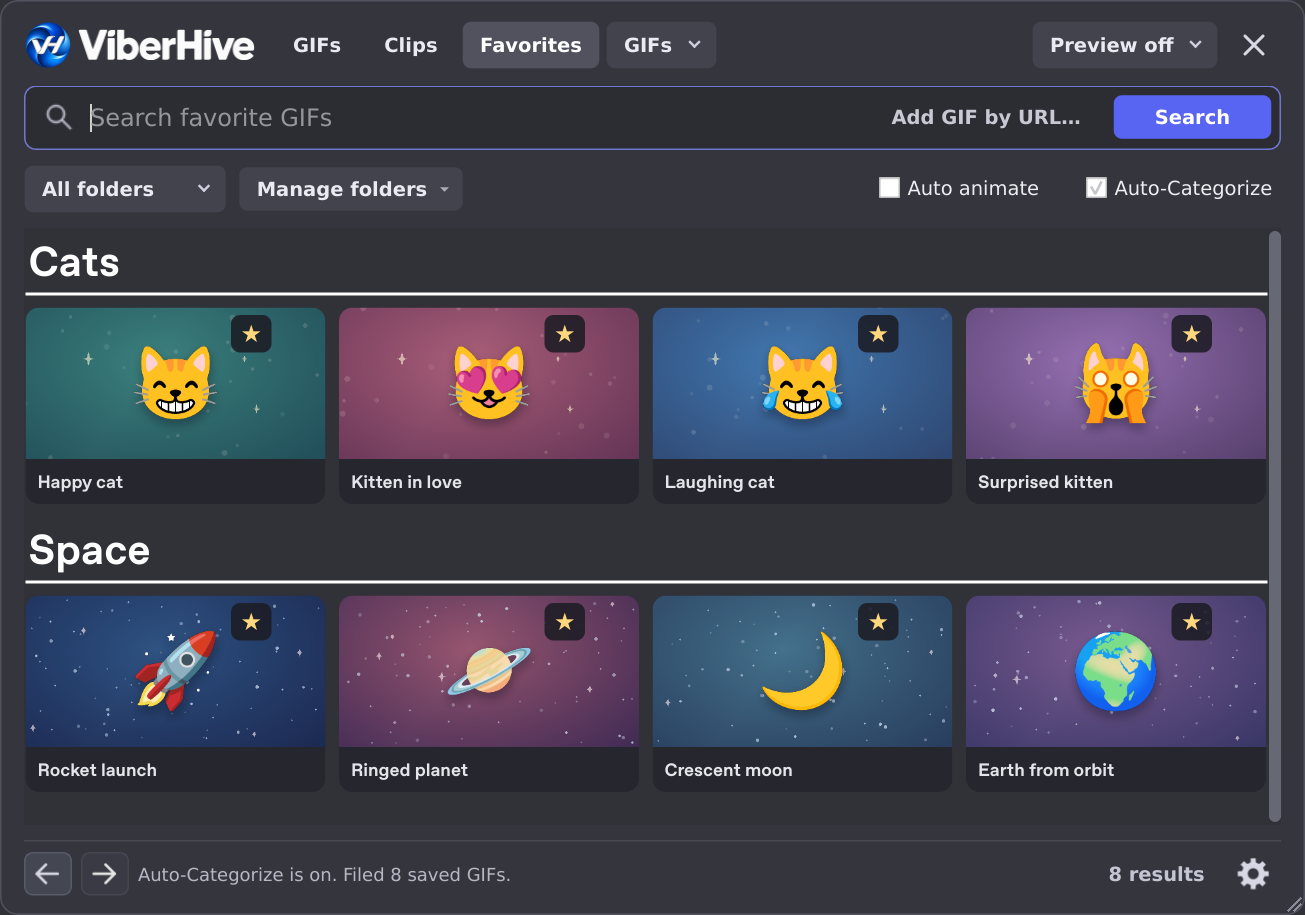 VH ViberHive GIFs Clips Favorites GIFs Preview off
Search favorite GIFs Add GIF by URL... Search
All folders Manage folders Auto animate Auto-Categorize
Cats
Happy cat Kitten in love Laughing cat Surprised kitten
Space
Rocket launch Ringed planet Crescent moon Earth from orbit
Auto-Categorize is on. Filed 8 saved GIFs. 8 results